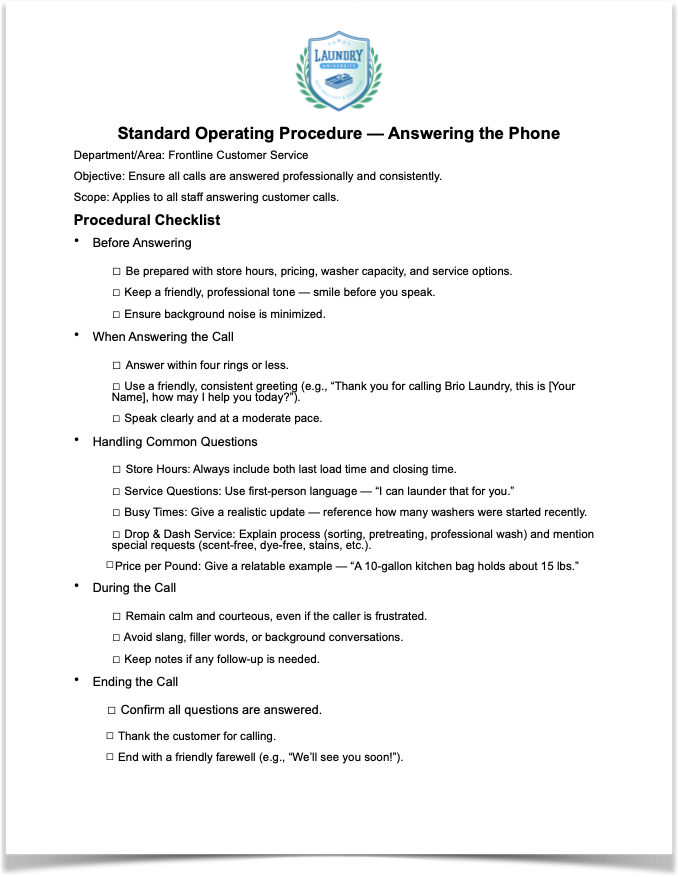 LAUNDRY
UNIVERSITY
Standard Operating Procedure — Answering the Phone
Department/Area: Frontline Customer Service
Objective: Ensure all calls are answered professionally and consistently.
Scope: Applies to all staff answering customer calls.
Procedural Checklist
• Before Answering
☐ Be prepared with store hours, pricing, washer capacity, and service options.
☐ Keep a friendly, professional tone — smile before you speak.
☐ Ensure background noise is minimized.
• When Answering the Call
☐ Answer within four rings or less.
☐ Use a friendly, consistent greeting (e.g., “Thank you for calling Brio Laundry, this is [Your
Name], how may I help you today?”).
☐ Speak clearly and at a moderate pace.
• Handling Common Questions
☐ Store Hours: Always include both last load time and closing time.
☐ Service Questions: Use first-person language — “I can launder that for you.”
☐ Busy Times: Give a realistic update — reference how many washers were started recently.
☐ Drop & Dash Service: Explain process (sorting, pretreating, professional wash) and mention
special requests (scent-free, dye-free, stains, etc.).
☐Price per Pound: Give a relatable example — “A 10-gallon kitchen bag holds about 15 lbs.”
• During the Call
☐ Remain calm and courteous, even if the caller is frustrated.
☐ Avoid slang, filler words, or background conversations.
☐ Keep notes if any follow-up is needed.
• Ending the Call
☐ Confirm all questions are answered.
☐ Thank the customer for calling.
☐ End with a friendly farewell (e.g., “We’ll see you soon!”).